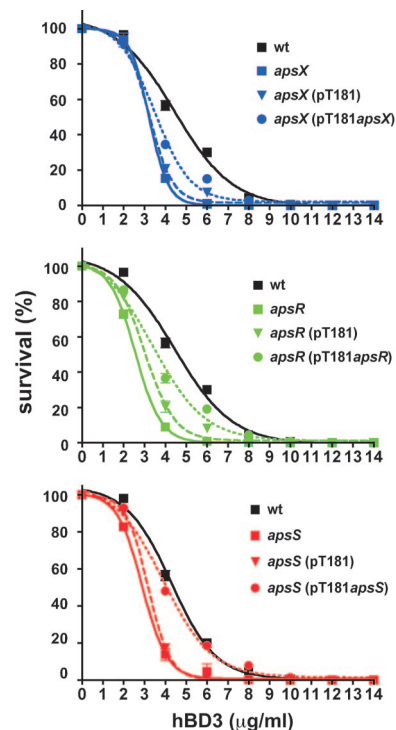 100
80
60
40
20
0
wt
apsX
apsX (pT181)
apsX (pT181apsX)
0 1 2 3 4 5 6 7 8 9 10 11 12 13 14
survival (%)
100
80
60
40
20
0
wt
apsR
apsR (pT181)
apsR (pT181apsR)
0 1 2 3 4 5 6 7 8 9 10 11 12 13 14
100
80
60
40
20
0
wt
apsS
apsS (pT181)
apsS (pT181apsS)
0 1 2 3 4 5 6 7 8 9 10 11 12 13 14
hBD3 (µg/ml)